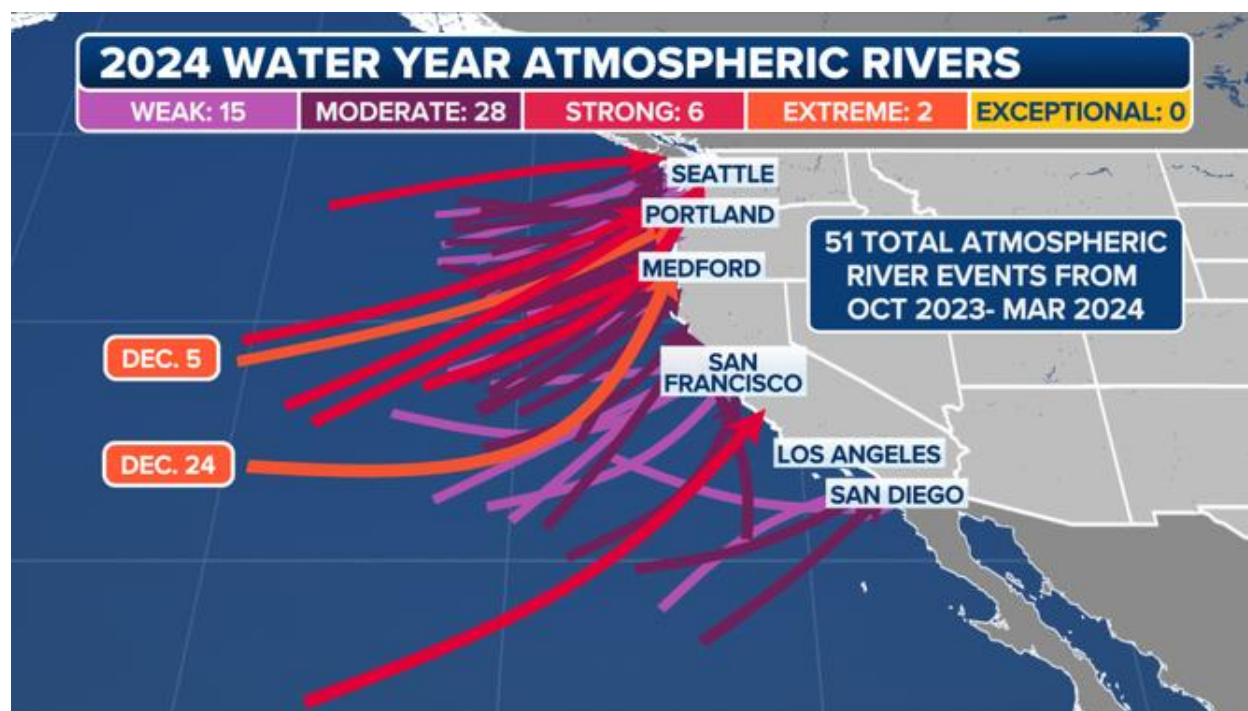 2024 WATER YEAR ATMOSPHERIC RIVERS
WEAK: 15
MODERATE: 28
STRONG: 6
EXTREME: 2
EXCEPTIONAL: 0
SEATTLE
PORTLAND
MEDFORD
51 TOTAL ATMOSPHERIC
RIVER EVENTS FROM
OCT 2023- MAR 2024
DEC. 5
SAN
FRANCISCO
DEC. 24
LOS ANGELES
SAN DIEGO